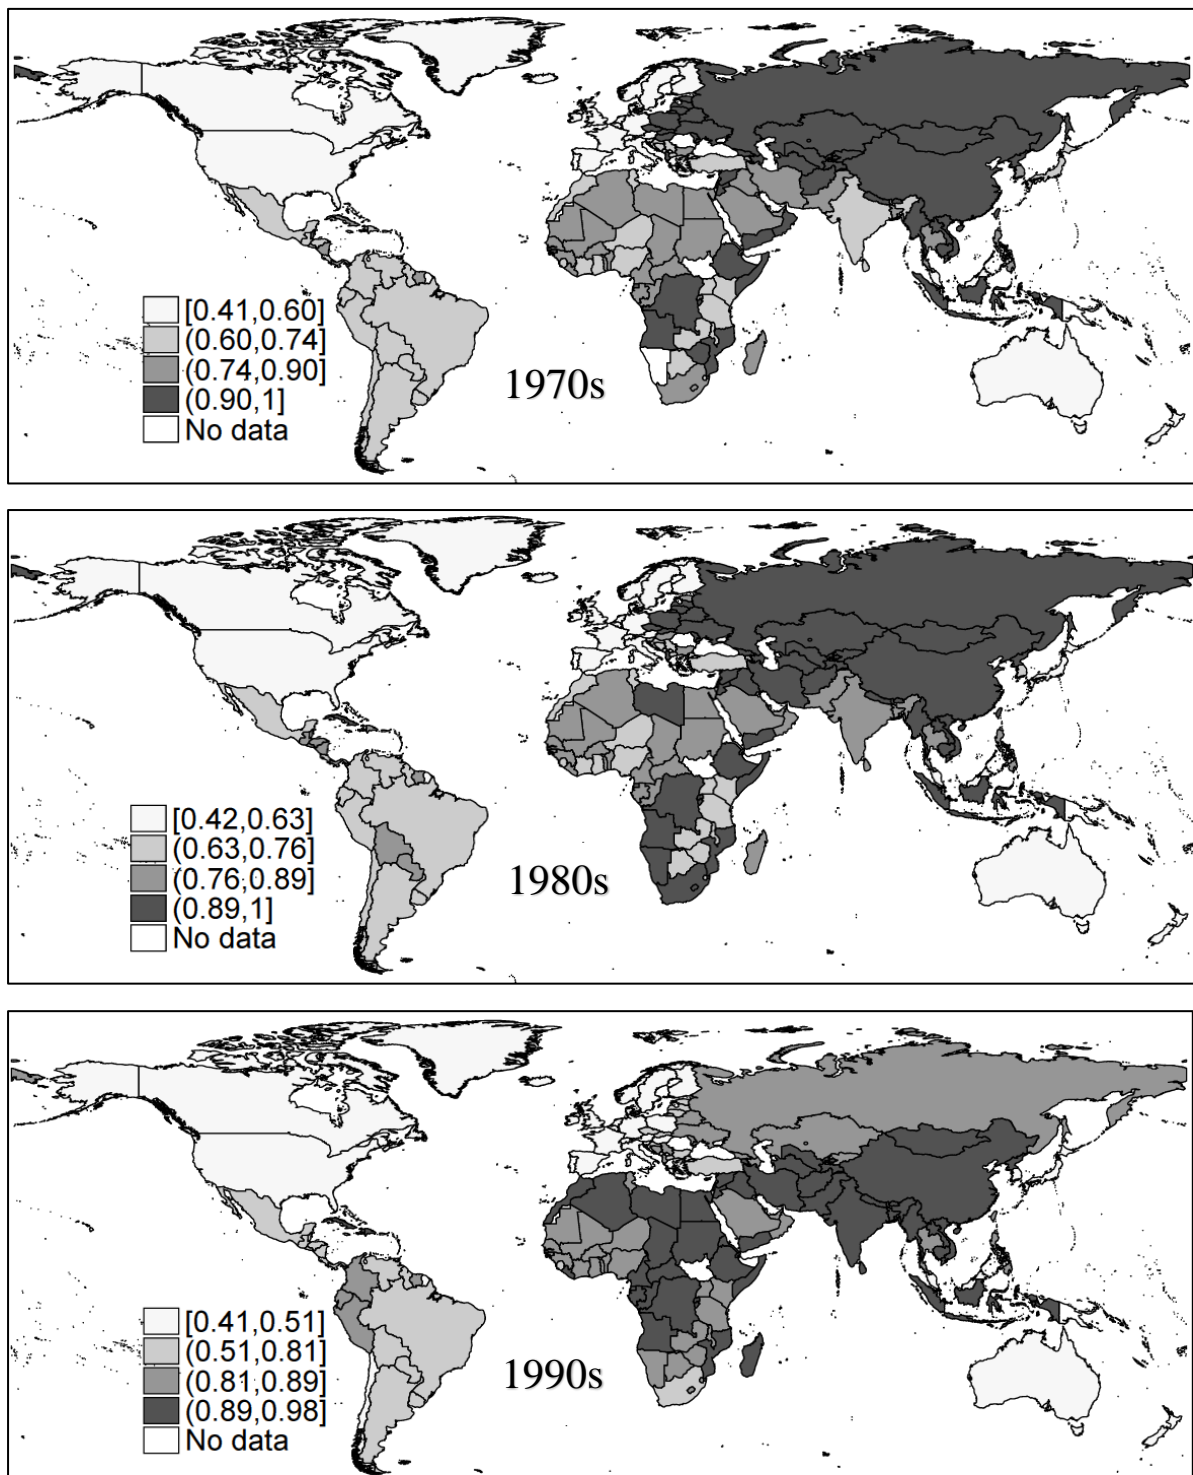 [0.41,0.60]
(0.60,0.74]
(0.74,0.90]
(0.90,1]
No data
1970s
[0.42,0.63]
(0.63,0.76]
(0.76,0.89]
(0.89,1]
No data
1980s
[0.41,0.51]
(0.51,0.81]
(0.81,0.89]
(0.89,0.98]
No data
1990s